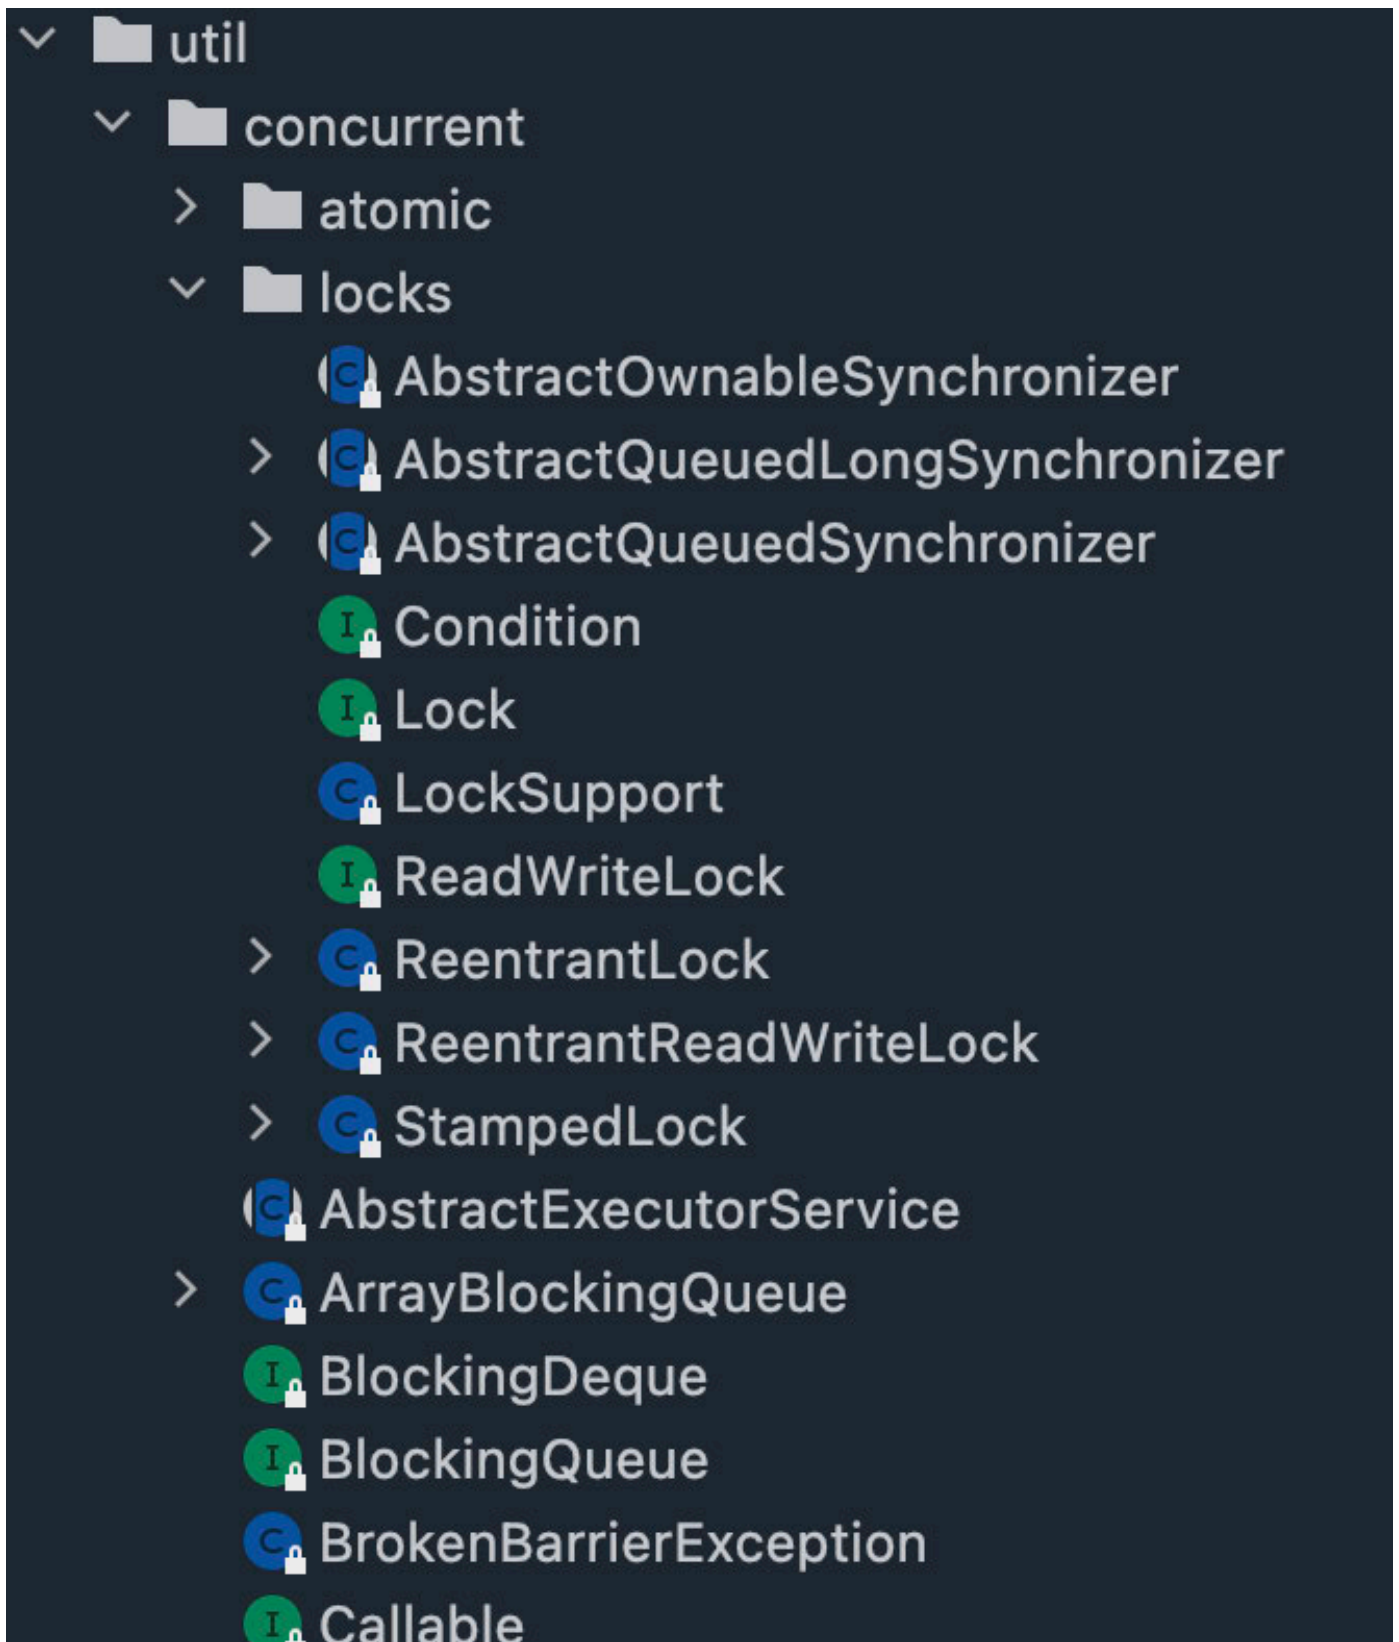 util
concurrent
atomic
locks
AbstractOwnableSynchronizer
AbstractQueuedLongSynchronizer
AbstractQueuedSynchronizer
Condition
Lock
LockSupport
ReadWriteLock
ReentrantLock
ReentrantReadWriteLock
StampedLock
AbstractExecutorService
ArrayBlockingQueue
BlockingDeque
BlockingQueue
BrokenBarrierException
Callable